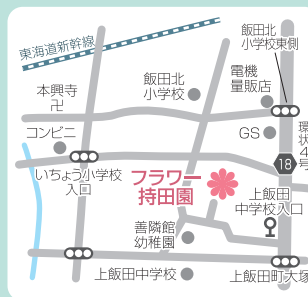 飯田北
小学校東側
東海道新幹線
電機
量販店
飯田北
小学校
本興寺
卍
コンビニ
GS
環状4号
18
いちょう小学校
入口
フラワー
持田園
上飯田
中学校入口
善隣館
幼稚園
上飯田中学校
上飯田町大塚